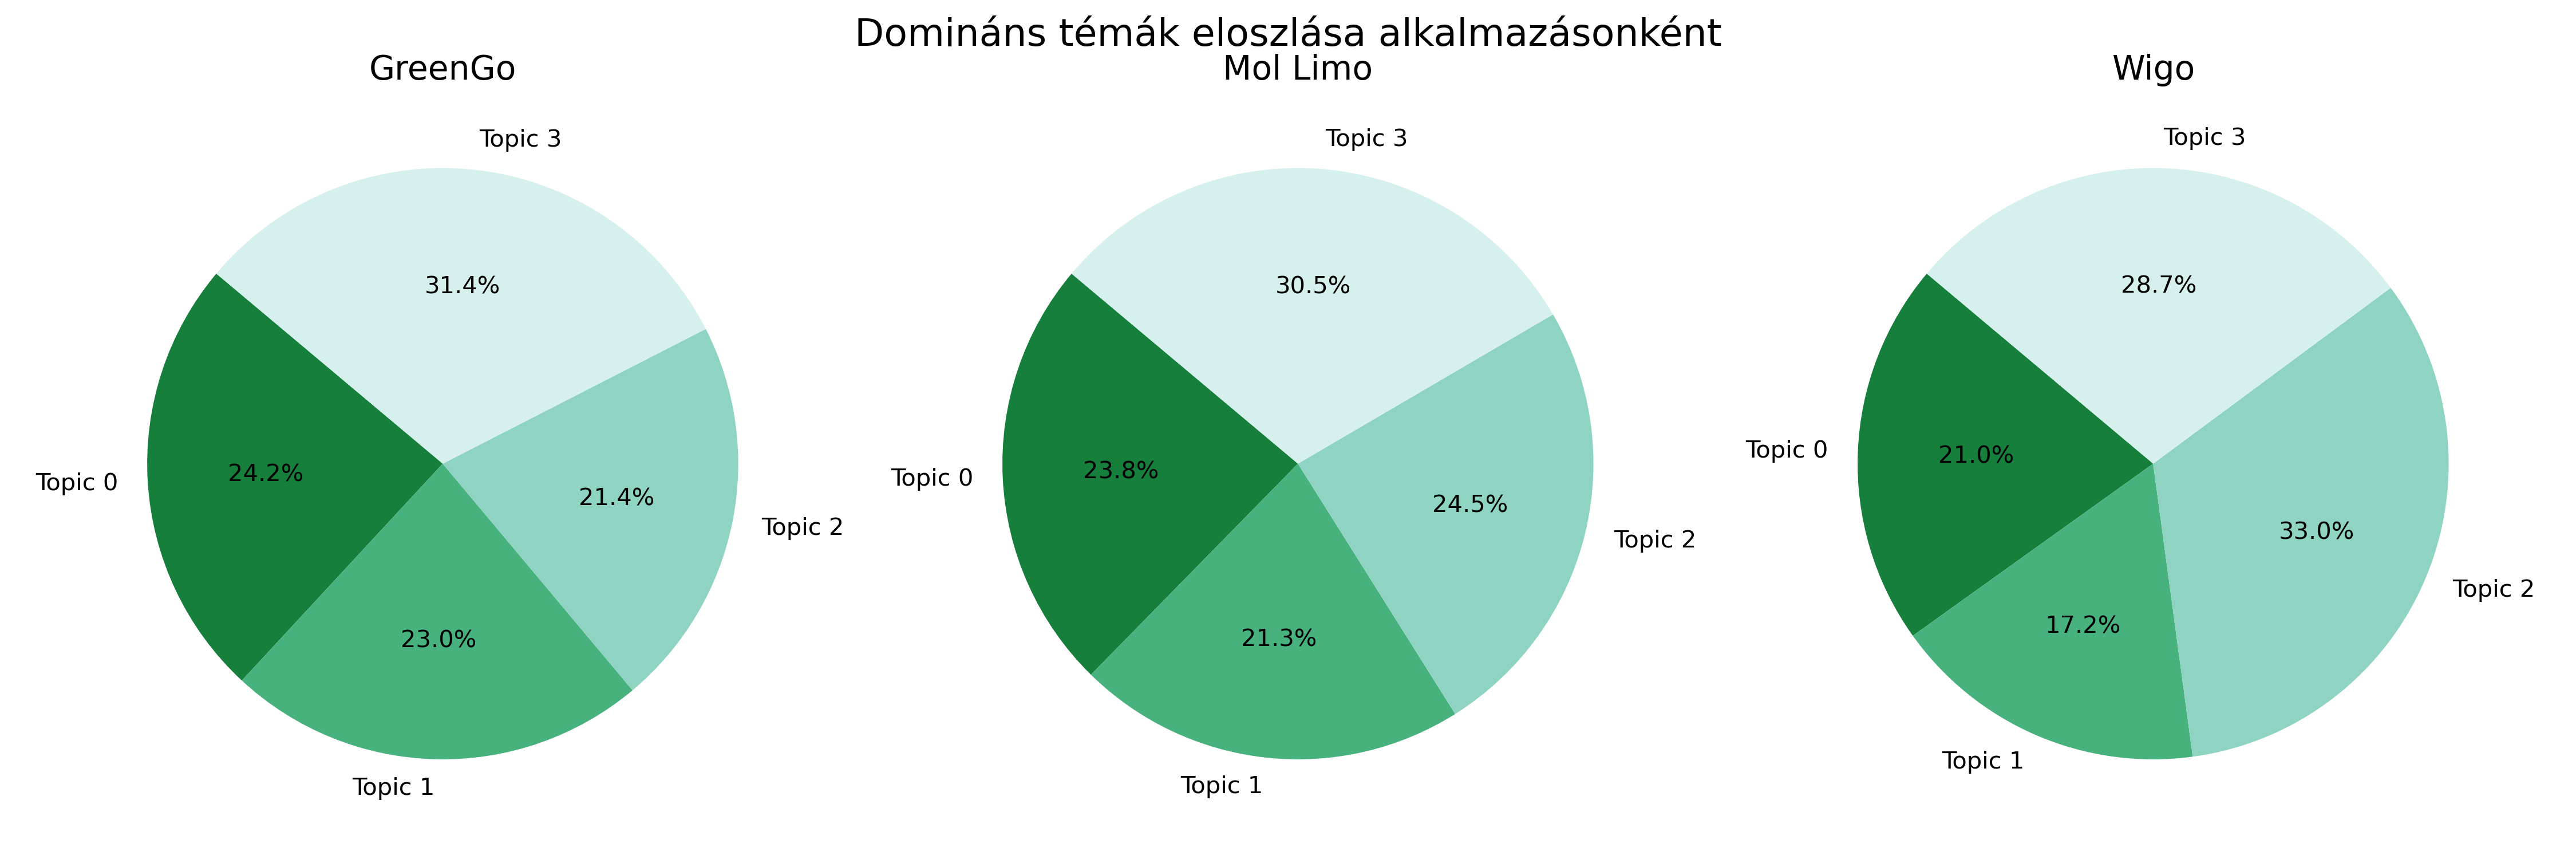 Domináns témák eloszlása alkalmazásonként
GreenGo
Topic 3
31.4%
Topic 0
24.2%
21.4%
Topic 2
23.0%
Topic 1
Mol Limo
Topic 3
30.5%
Topic 0
23.8%
24.5%
Topic 2
21.3%
Topic 1
Wigo
Topic 3
28.7%
Topic 0
21.0%
33.0%
Topic 2
17.2%
Topic 1